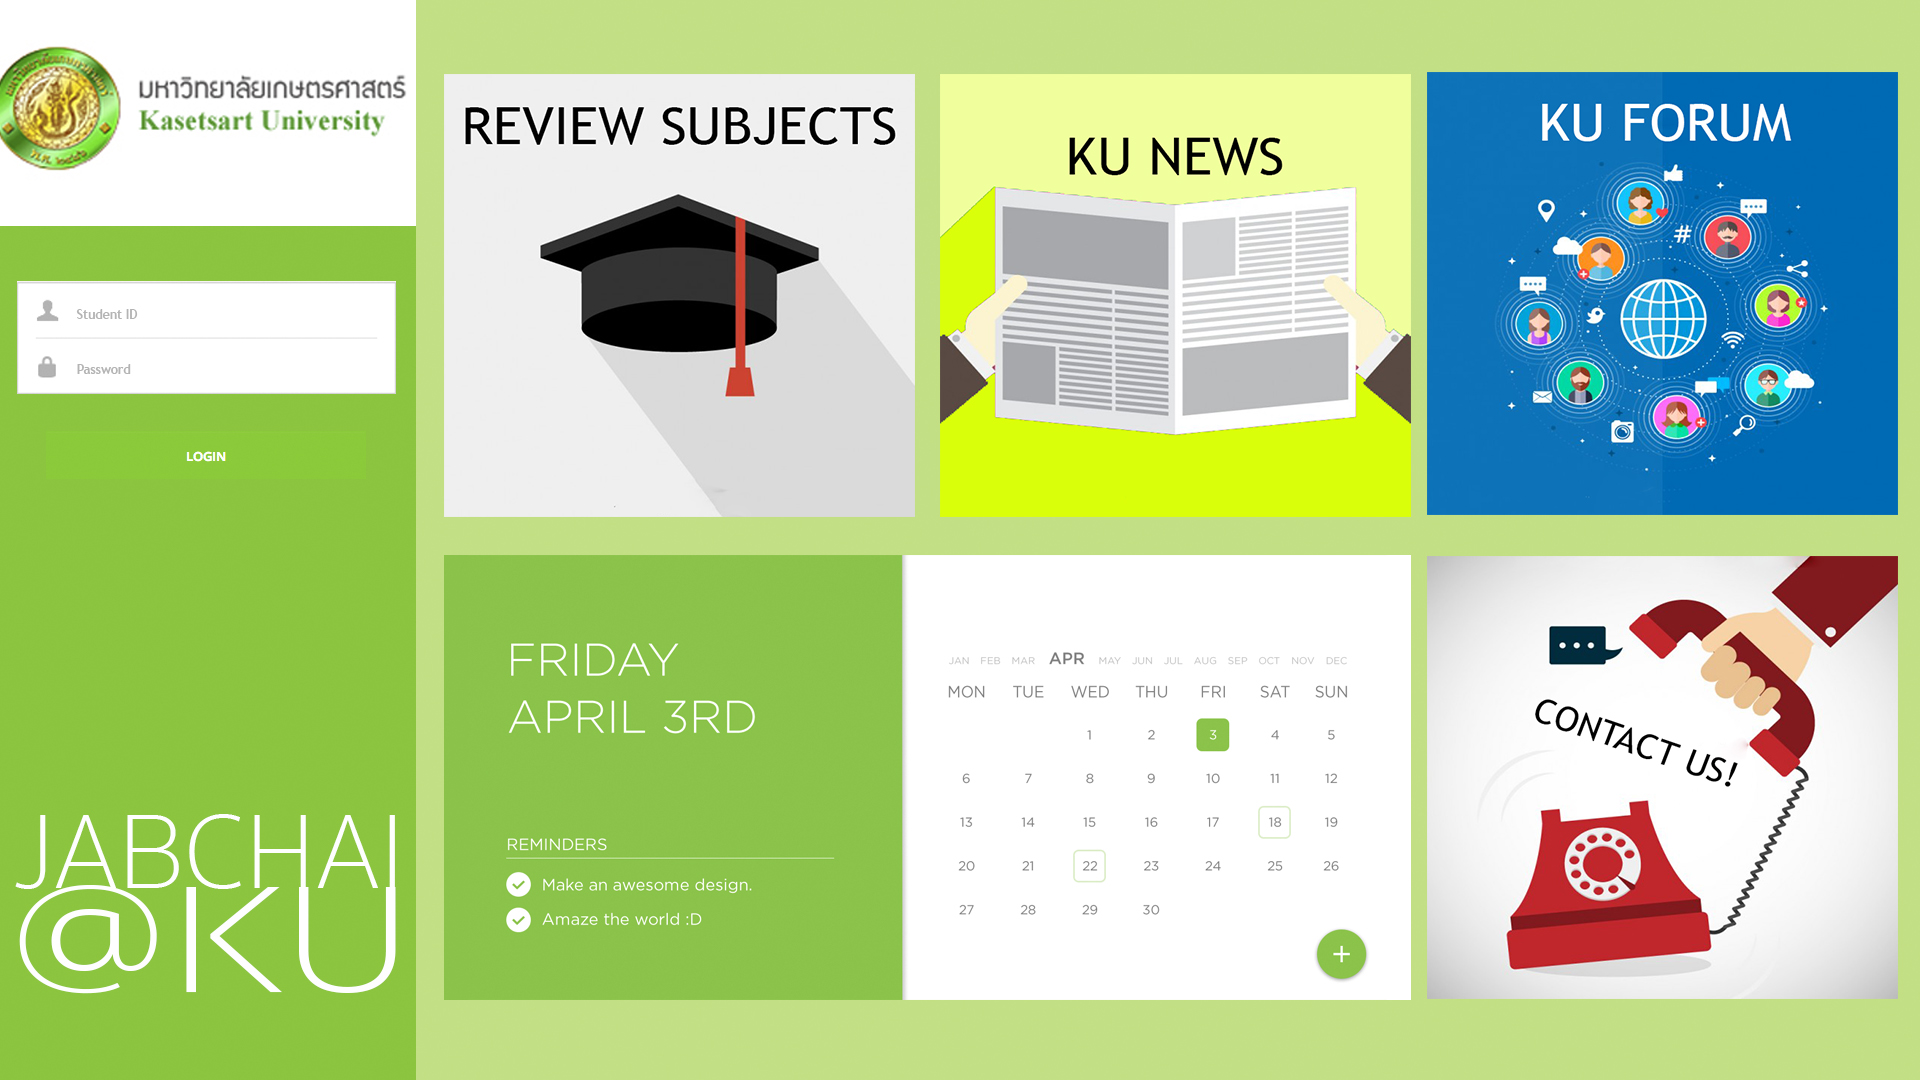 มหาวิทยาลัยเกษตรศาสตร์
Kasetsart University
Student ID
Password
LOGIN
JABCHAI
@KU
REVIEW SUBJECTS
KU NEWS
KU FORUM
#
FRIDAY
APRIL 3RD
REMINDERS
Make an awesome design.
Amaze the world :D
JAN FEB MAR APR MAY JUN JUL AUG SEP OCT NOV DEC
MON TUE WED THU FRI SAT SUN
1 2 3 4 5
6 7 8 9 10 11 12
13 14 15 16 17 18 19
20 21 22 23 24 25 26
27 28 29 30
+
CONTACT US!